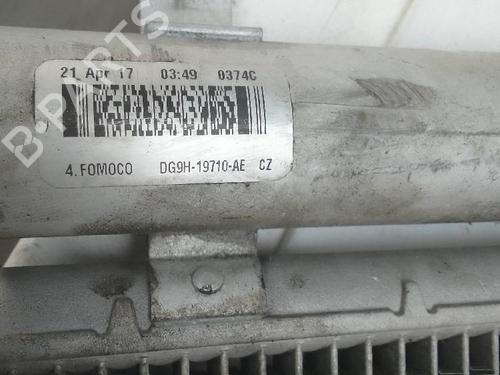 21 Apr 17 03:49 0374C
4.FOMOCO DG9H-19710-AE CZ
B-PARTS